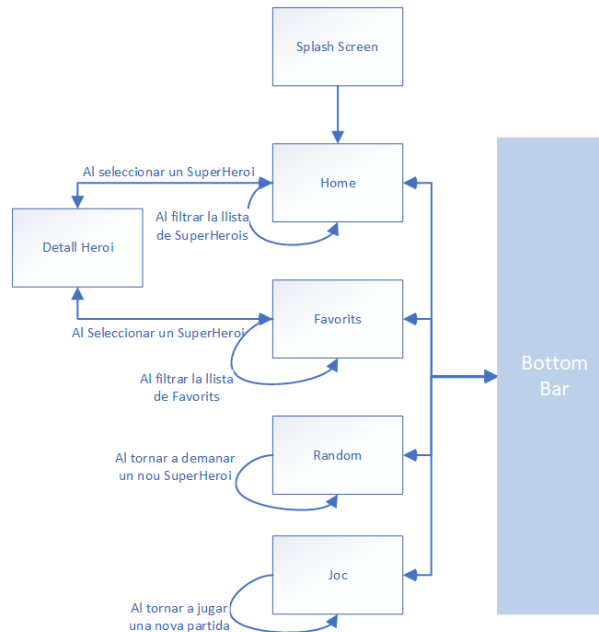 Splash Screen
Al seleccionar un SuperHeroi
Home
Al filtrar la llista
de SuperHerois
Detall Heroi
Favorits
Al Seleccionar un SuperHeroi
Al filtrar la llista
de Favorits
Bottom
Bar
Random
Al tornar a demanar
un nou SuperHeroi
Joc
Al tornar a jugar
una nova partida